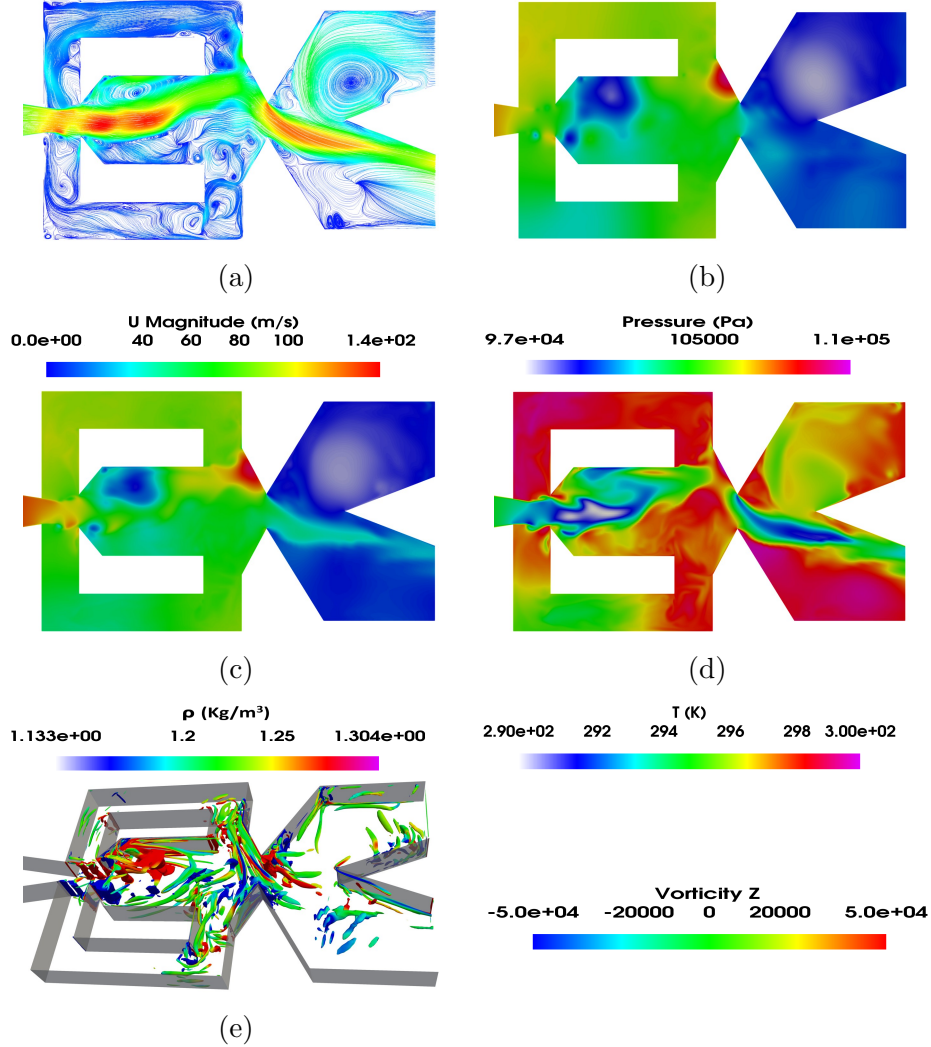 (a)
(b)
U Magnitude (m/s)
0.0e+00 40 60 80 100 1.4e+02
Pressure (Pa)
9.7e+04 105000 1.1e+05
(c)
(d)
ρ (Kg/m³)
1.133e+00 1.2 1.25 1.304e+00
T (K)
2.90e+02 292 294 296 298 3.00e+02
Vorticity Z
-5.0e+04 -20000 0 20000 5.0e+04
(e)